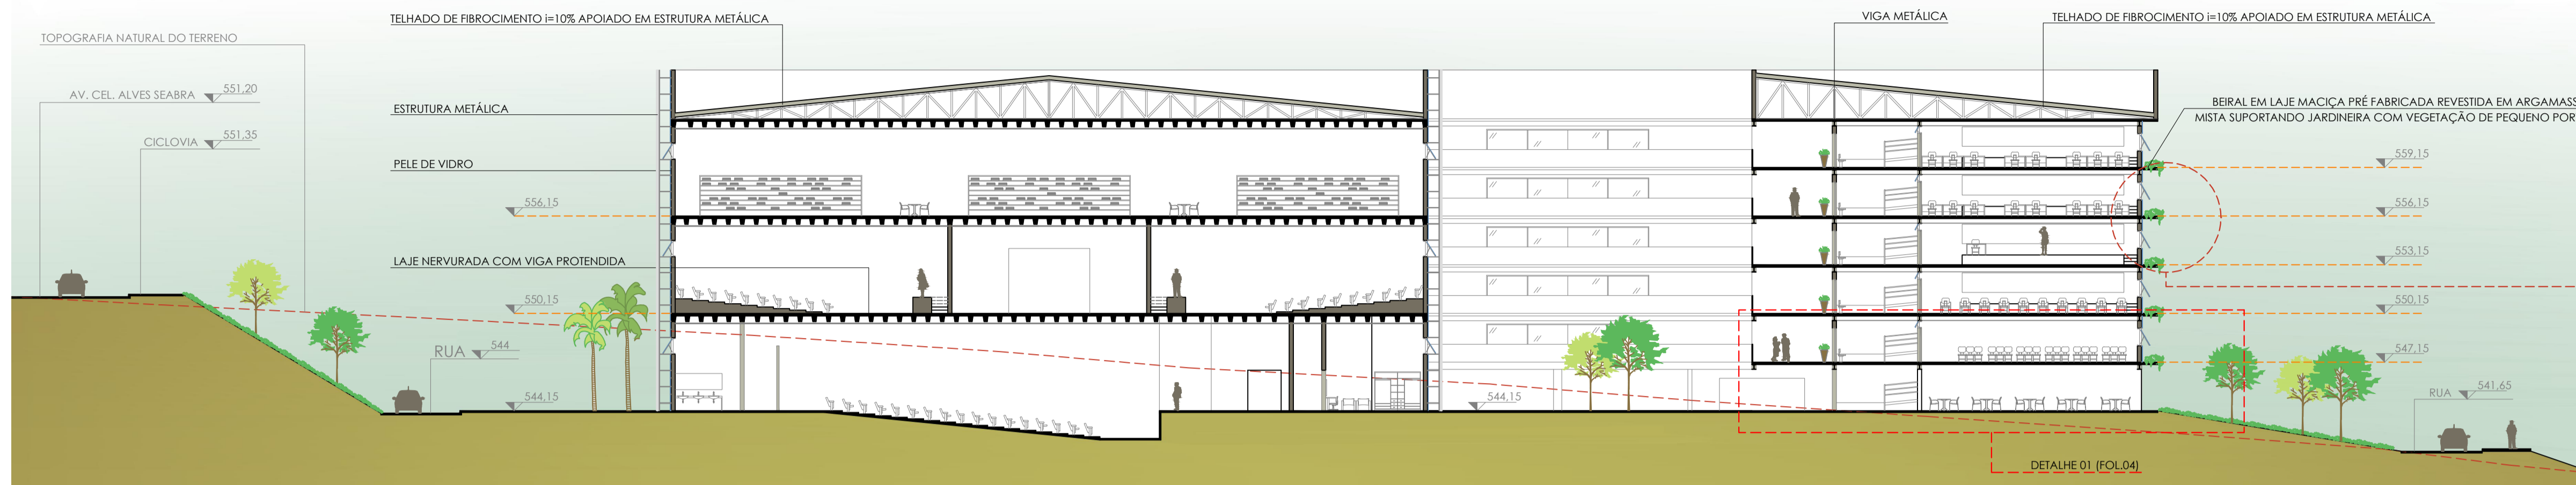 TELHADO DE FIBROCIMENTO i=10% APOIADO EM ESTRUTURA METÁLICA
VIGA METÁLICA
TELHADO DE FIBROCIMENTO i=10% APOIADO EM ESTRUTURA METÁLICA
TOPOGRAFIA NATURAL DO TERRENO
AV. CEL. ALVES SEABRA 551,20
ESTRUTURA METÁLICA
BEIRAL EM LAJE MACIÇA PRÉ FABRICADA REVESTIDA EM ARGAMASS
MISTA SUPORTANDO JARDINEIRA COM VEGETAÇÃO DE PEQUENO POR
CICLOVIA 551,35
PELE DE VIDRO
559,15
556,15
556,15
LAJE NERVURADA COM VIGA PROTENDIDA
553,15
550,15
550,15
RUA 544
547,15
544,15
544,15
RUA 541,65
DETALHE 01 (FOL.04)